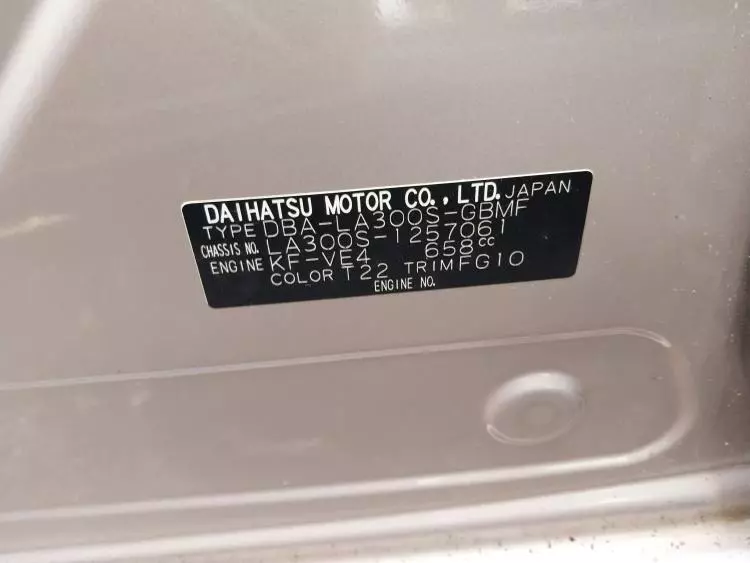 DAIHATSU MOTOR CO., LTD. JAPAN
TYPE DBA-LA300S-GBMF
CHASSIS NO. LA300S-1257061
ENGINE KF-VE4 658cc
COLOR T22 TRIM FG10
ENGINE NO.